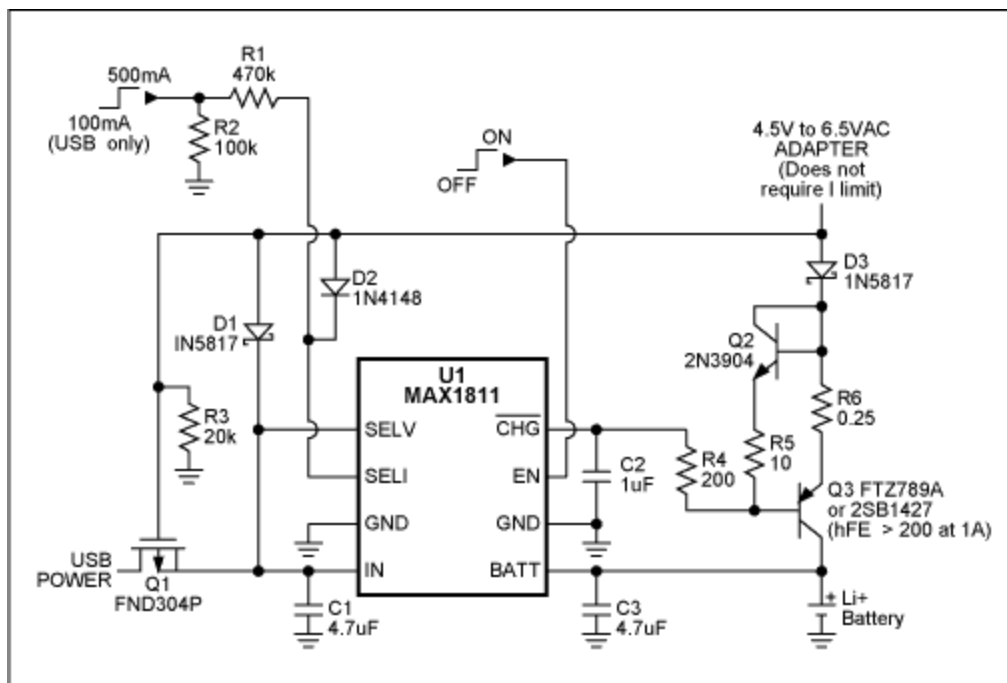 500mA
100mA
(USB only)
R1
470k
R2
100k
ON
OFF
4.5V to 6.5VAC
ADAPTER
(Does not
require I limit)
D3
1N5817
D2
1N4148
D1
IN5817
Q2
2N3904
U1
MAX1811
R3
20k
SELV
SELI
GND
IN
CHG
EN
GND
BATT
C2
1uF
R4
200
R5
10
R6
0.25
Q3 FTZ789A
or 2SB1427
(hFE > 200 at 1A)
USB
POWER
Q1
FND304P
C1
4.7uF
C3
4.7uF
+ Li+
Battery